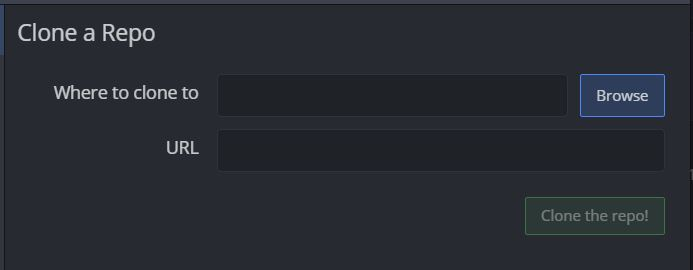 Clone a Repo
Where to clone to
Browse
URL
Clone the repo!